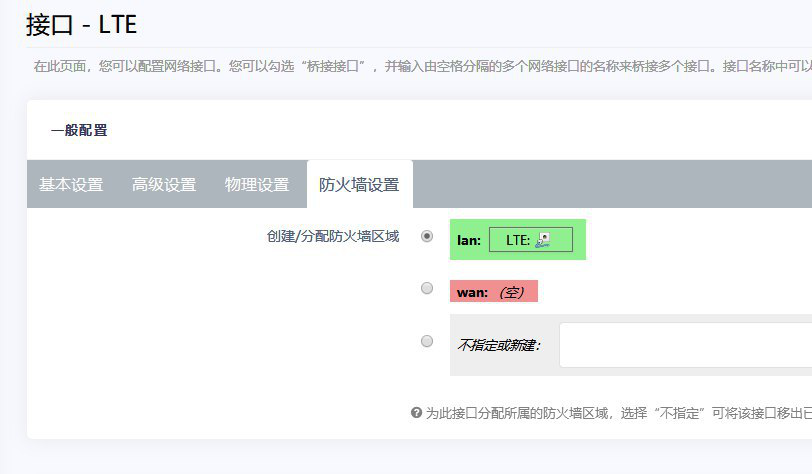 接口 - LTE
在此页面，您可以配置网络接口。您可以勾选“桥接接口”，并输入由空格分隔的多个网络接口的名称来桥接多个接口。接口名称中可以
一般配置
基本设置 高级设置 物理设置 防火墙设置
创建/分配防火墙区域
lan: LTE:
wan: （空）
不指定或新建：
为此接口分配所属的防火墙区域，选择“不指定”可将该接口移出已